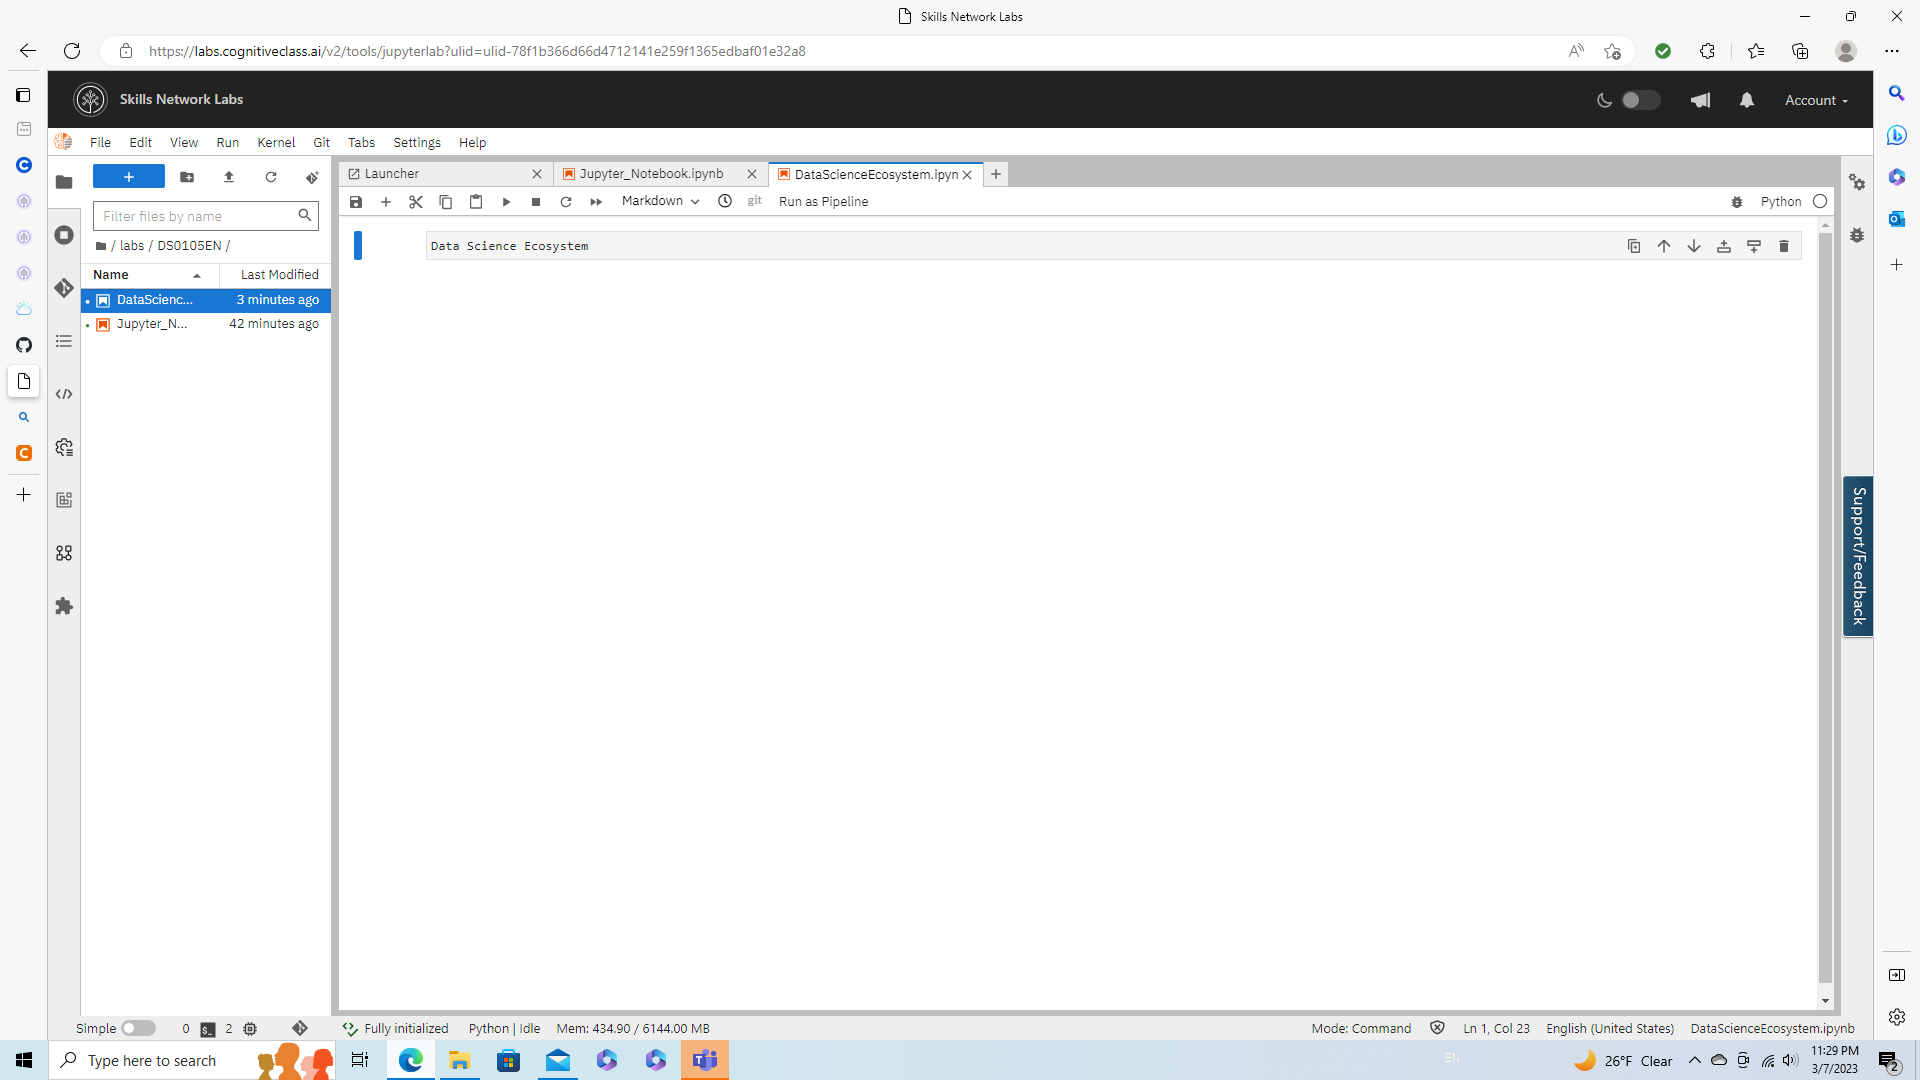 Skills Network Labs
https://labs.cognitiveclass.ai/v2/tools/jupyterlab?ulid=ulid-78f1b366d66d4712141e259f1365edbaf01e32a8
Skills Network Labs
Account
File Edit View Run Kernel Git Tabs Settings Help
Launcher
Jupyter_Notebook.ipynb
DataScienceEcosystem.ipyn
Filter files by name
Markdown
git
Run as Pipeline
Python
/ labs / DS0105EN /
Data Science Ecosystem
Name
Last Modified
DataScienc...
3 minutes ago
Jupyter_N...
42 minutes ago
Support/Feedback
Simple
0
2
Fully initialized
Python | Idle
Mem: 434.90 / 6144.00 MB
Mode: Command
Ln 1, Col 23
English (United States)
DataScienceEcosystem.ipynb
Type here to search
EN
26°F Clear
11:29 PM
3/7/2023
2